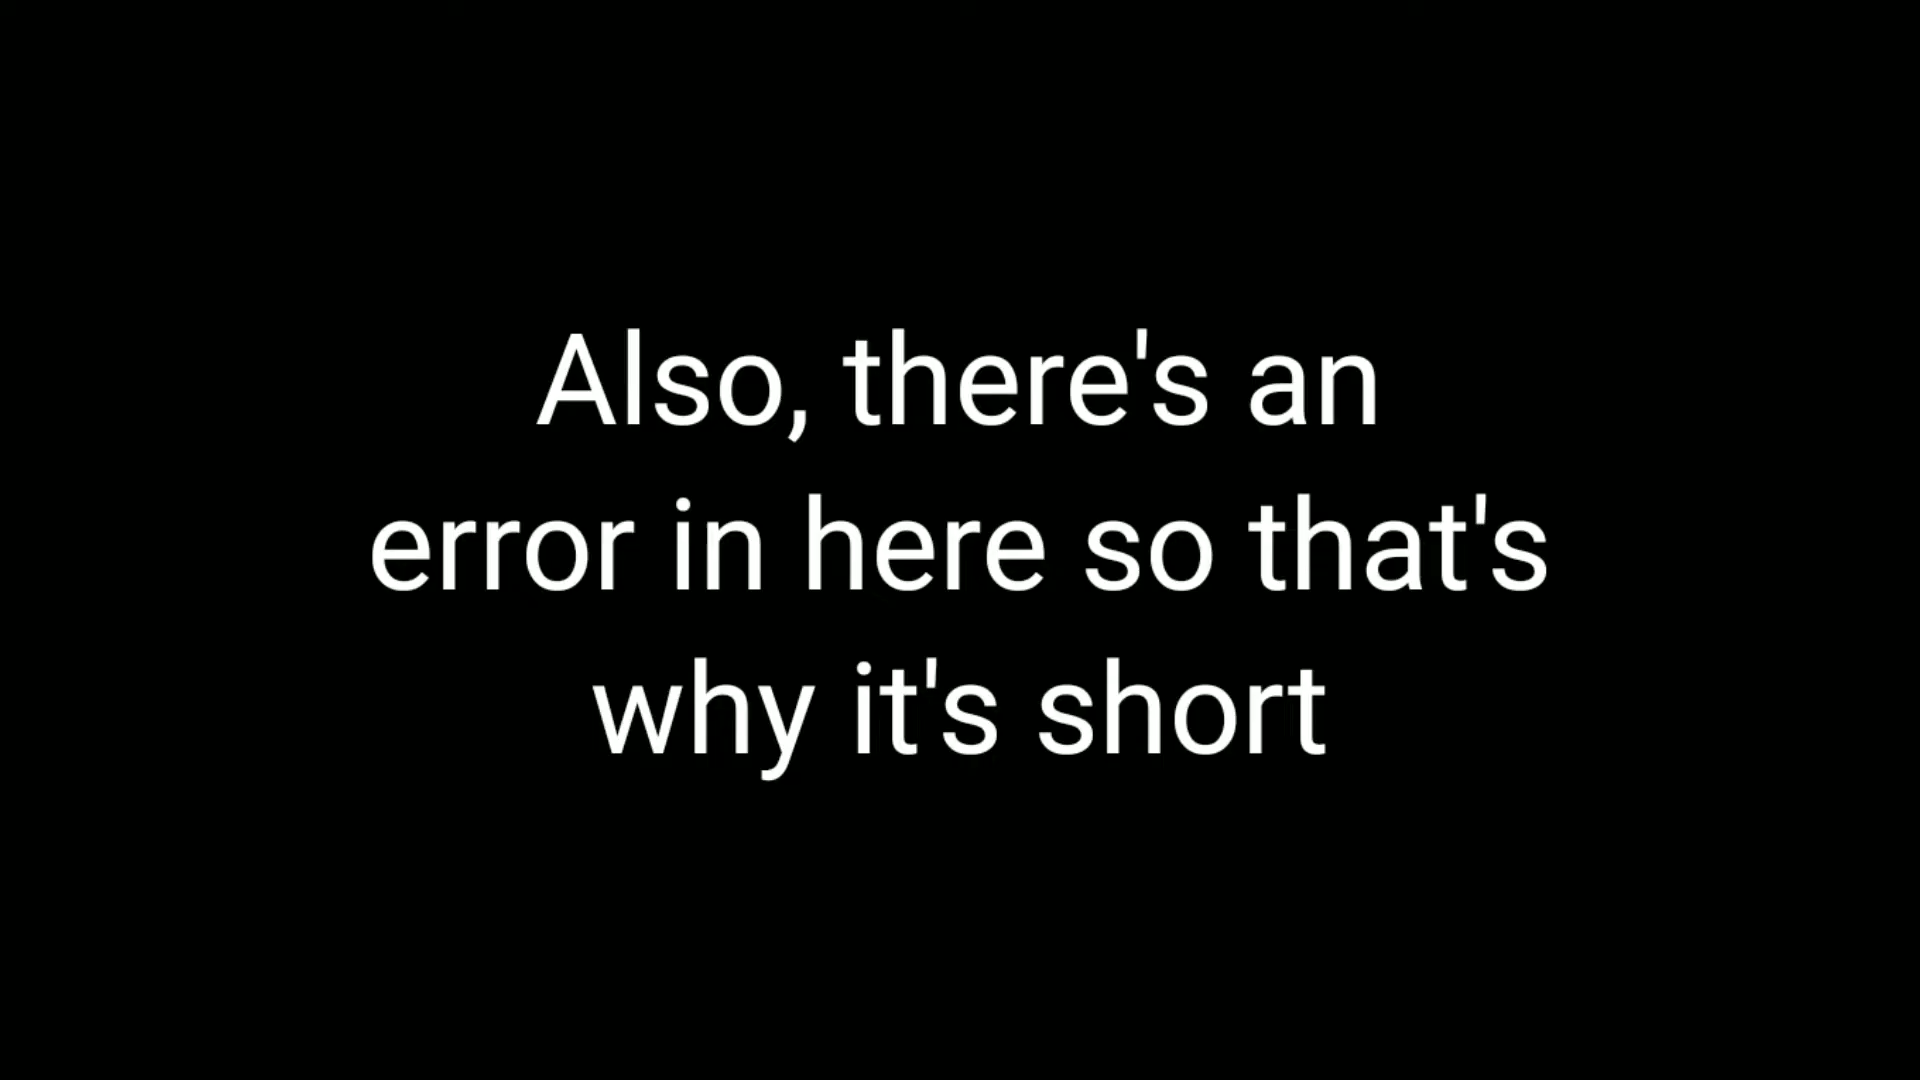 Also, there's an
error in here so that's
why it's short